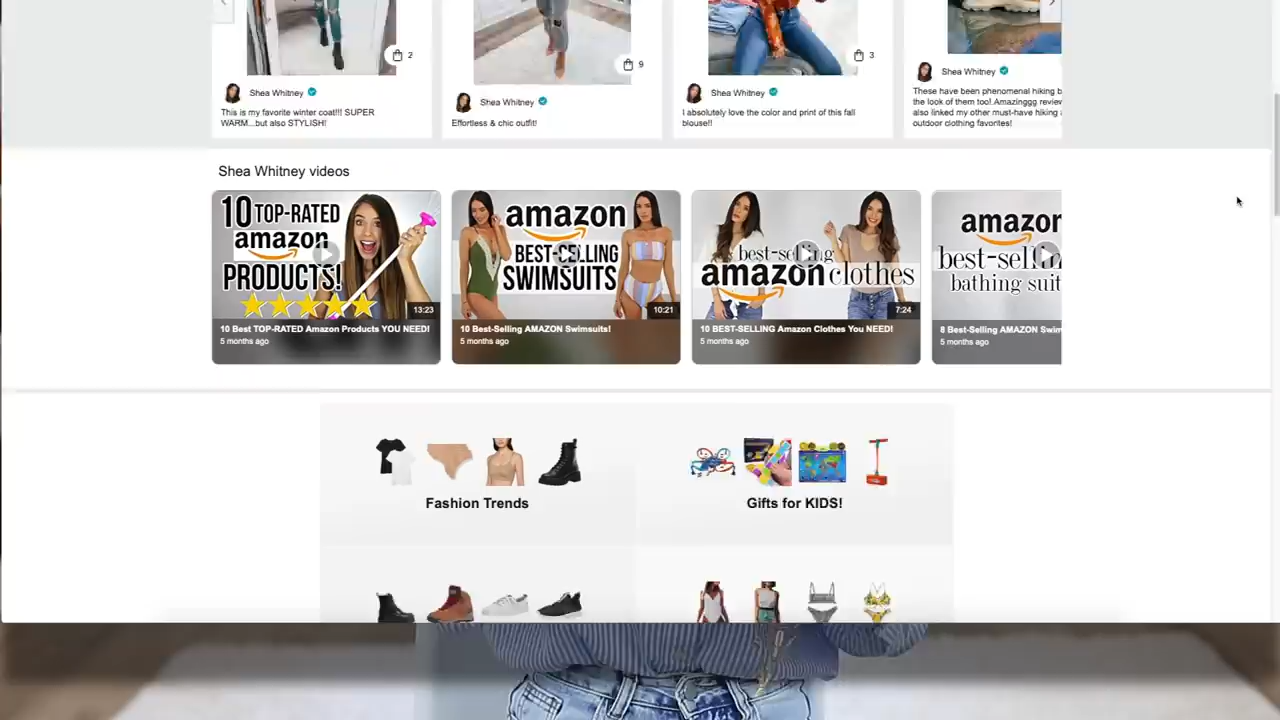 2
9
3
Shea Whitney
This is my favorite winter coat!!! SUPER
WARM...but also STYLISH!
Shea Whitney
Effortless & chic outfit!
Shea Whitney
I absolutely love the color and print of this fall
blouse!!
Shea Whitney
These have been phenomenal hiking b
the look of them too! Amazinggg review
also linked my other must-have hiking
outdoor clothing favorites!
Shea Whitney videos
10 TOP-RATED
amazon
PRODUCTS!
13:23
10 Best TOP-RATED Amazon Products YOU NEED!
5 months ago
amazon
BEST-SELLING
SWIMSUITS
10:21
10 Best-Selling AMAZON Swimsuits!
5 months ago
best-selling
amazon clothes
7:24
10 BEST-SELLING Amazon Clothes You NEED!
5 months ago
amazon
best-sellin
bathing suit
8 Best-Selling AMAZON Swim
5 months ago
Fashion Trends
Gifts for KIDS!